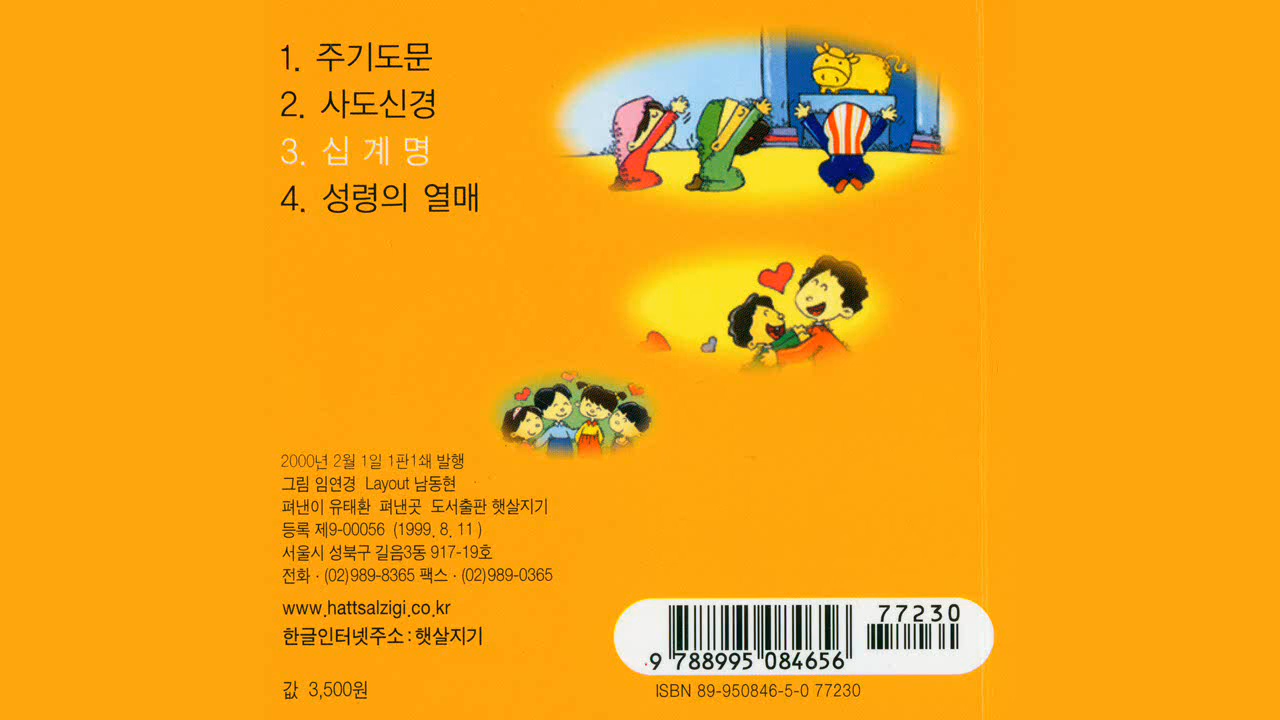 1. 주기도문
2. 사도신경
3. 십 계 명
4. 성령의 열매
2000년 2월 1일 1판1쇄 발행
그림 임연경 Layout 남동현
펴낸이 유태환 펴낸곳 도서출판 햇살지기
등록 제9-00056 (1999. 8. 11)
서울시 성북구 길음3동 917-19호
전화 · (02)989-8365 팩스 · (02)989-0365
www.hattsalzigi.co.kr
한글인터넷주소 : 햇살지기
값 3,500원
77230
9 788995 084656
ISBN 89-950846-5-0 77230